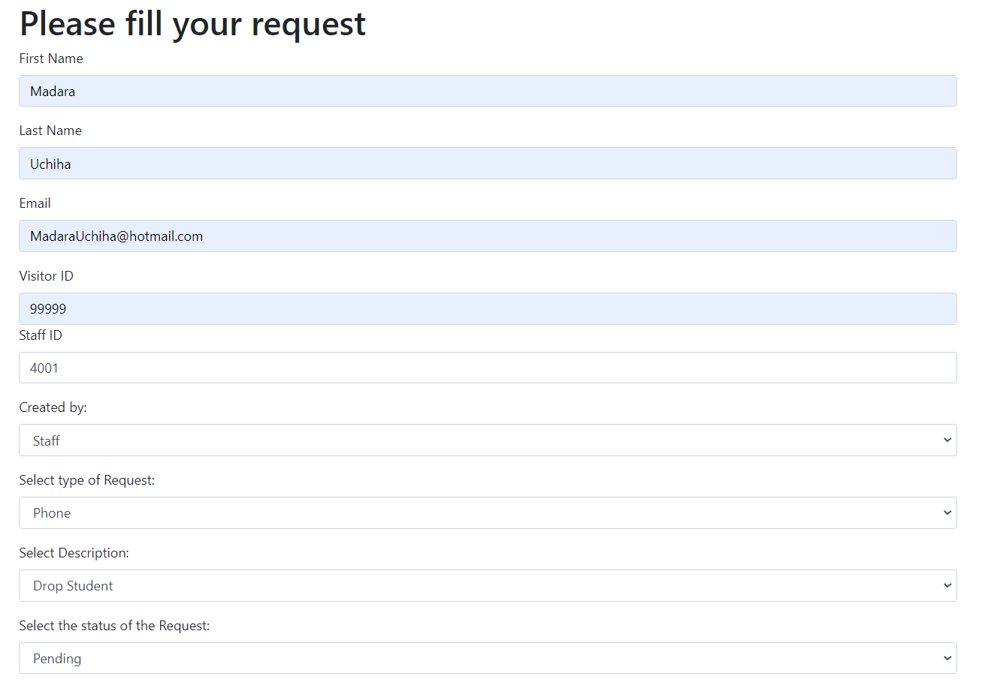 Please fill your request
First Name
Madara
Last Name
Uchiha
Email
MadaraUchiha@hotmail.com
Visitor ID
99999
Staff ID
4001
Created by:
Staff
Select type of Request:
Phone
Select Description:
Drop Student
Select the status of the Request:
Pending